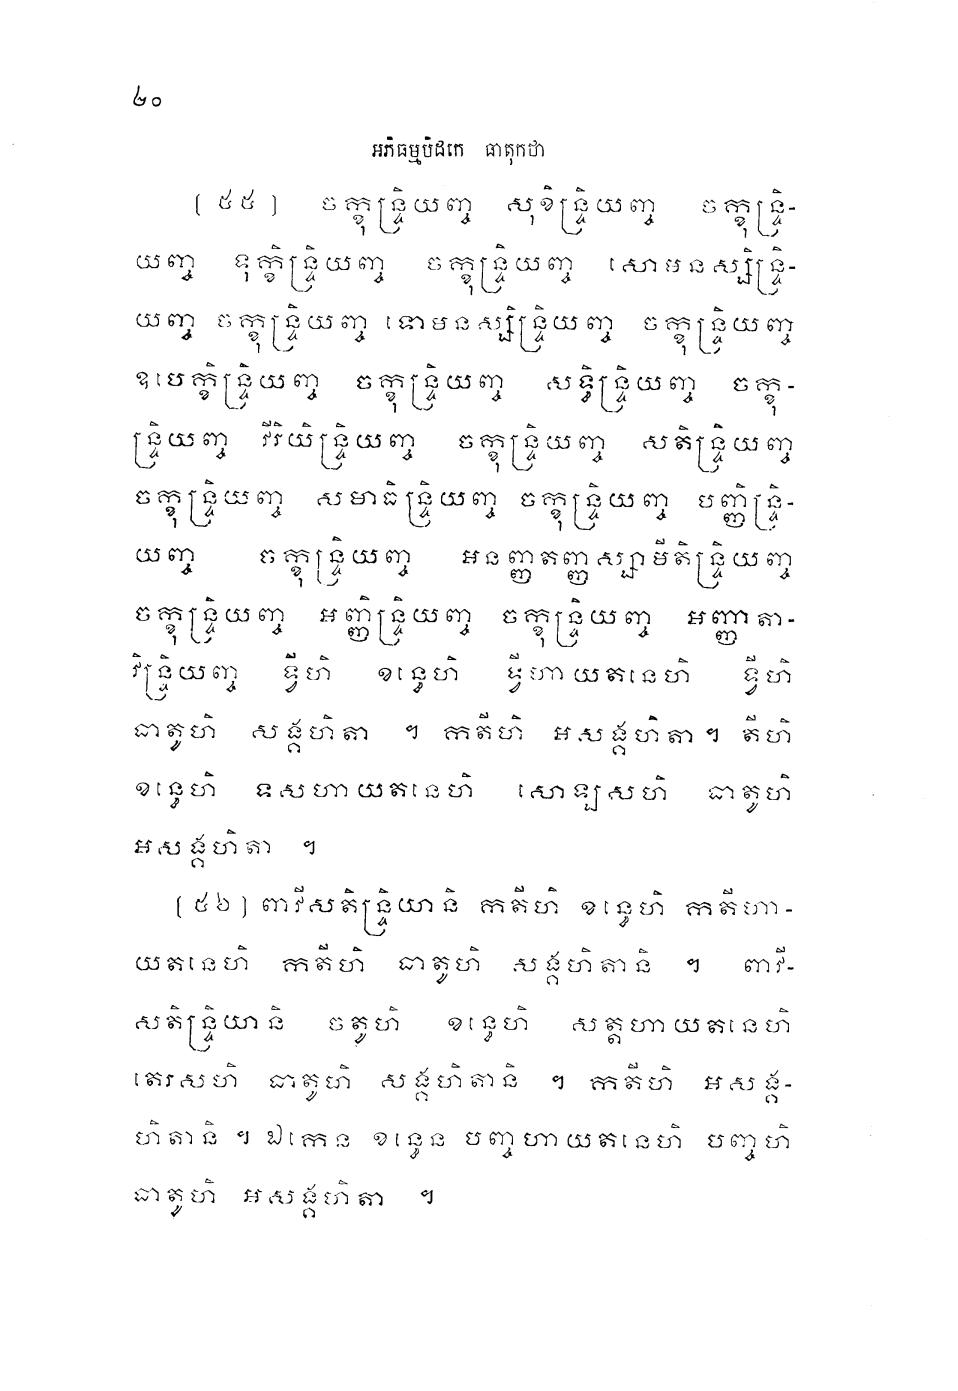 ៤០
អភិធម្មបិដកេ ធាតុកថា
(៥៥) ចក្ខុន្ទ្រិយញ្ច សុខិន្ទ្រិយញ្ច ចក្ខុន្ទ្រិ-
យញ្ច ទុក្ខិន្ទ្រិយញ្ច ចក្ខុន្ទ្រិយញ្ច សោមនស្សិន្ទ្រិ-
យញ្ច ចក្ខុន្ទ្រិយញ្ច ទោមនស្សិន្ទ្រិយញ្ច ចក្ខុន្ទ្រិយញ្ច
ឧបេក្ខិន្ទ្រិយញ្ច ចក្ខុន្ទ្រិយញ្ច សទ្ធិន្ទ្រិយញ្ច ចក្ខុ-
ន្ទ្រិយញ្ច វីរិយិន្ទ្រិយញ្ច ចក្ខុន្ទ្រិយញ្ច សតិន្ទ្រិយញ្ច
ចក្ខុន្ទ្រិយញ្ច សមាធិន្ទ្រិយញ្ច ចក្ខុន្ទ្រិយញ្ច បញ្ញិន្ទ្រិ-
យញ្ច ចក្ខុន្ទ្រិយញ្ច អនញ្ញតញ្ញស្សាមីតិន្ទ្រិយញ្ច
ចក្ខុន្ទ្រិយញ្ច អញ្ញិន្ទ្រិយញ្ច ចក្ខុន្ទ្រិយញ្ច អញ្ញាតា-
វិន្ទ្រិយញ្ច ទ្វីហិ ខន្ធេហិ ទ្វីហាយតនេហិ ទ្វីហិ
ធាតូហិ សង្គហិតា ។ កតីហិ អសង្គហិតា។ តីហិ
ខន្ធេហិ ទសហាយតនេហិ សោឡសហិ ធាតូហិ
អសង្គហិតា ។
(៥៦) ពាវីសតិន្ទ្រិយានិ កតីហិ ខន្ធេហិ កតីហា-
យតនេហិ កតីហិ ធាតូហិ សង្គហិតានិ ។ ពាវី-
សតិន្ទ្រិយានិ ចតូហិ ខន្ធេហិ សត្តហាយតនេហិ
តេរសហិ ធាតូហិ សង្គហិតានិ ។ កតីហិ អសង្គ-
ហិតានិ ។ ឯកេន ខន្ធេន បញ្ចហាយតនេហិ បញ្ចហិ
ធាតូហិ អសង្គហិតា ។